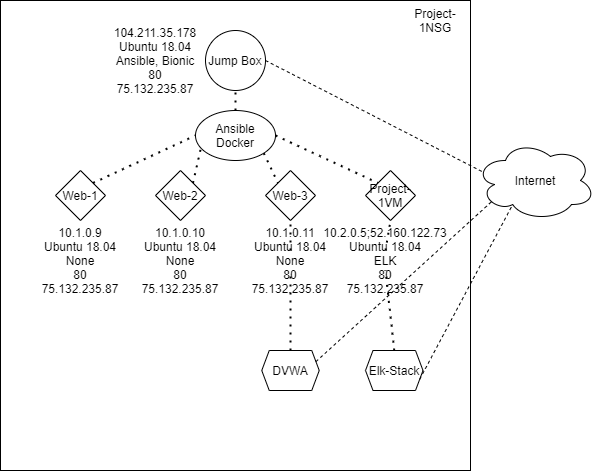 Project-
1NSG
104.211.35.178
Ubuntu 18.04
Ansible, Bionic
80
75.132.235.87
Jump Box
Ansible
Docker
Internet
Web-1
Web-2
Web-3
Project-
1VM
10.1.0.9
Ubuntu 18.04
None
80
75.132.235.87
10.1.0.10
Ubuntu 18.04
None
80
75.132.235.87
10.1.0.11
Ubuntu 18.04
None
80
75.132.235.87
10.2.0.5;52.160.122.73
Ubuntu 18.04
ELK
80
75.132.235.87
DVWA
Elk-Stack